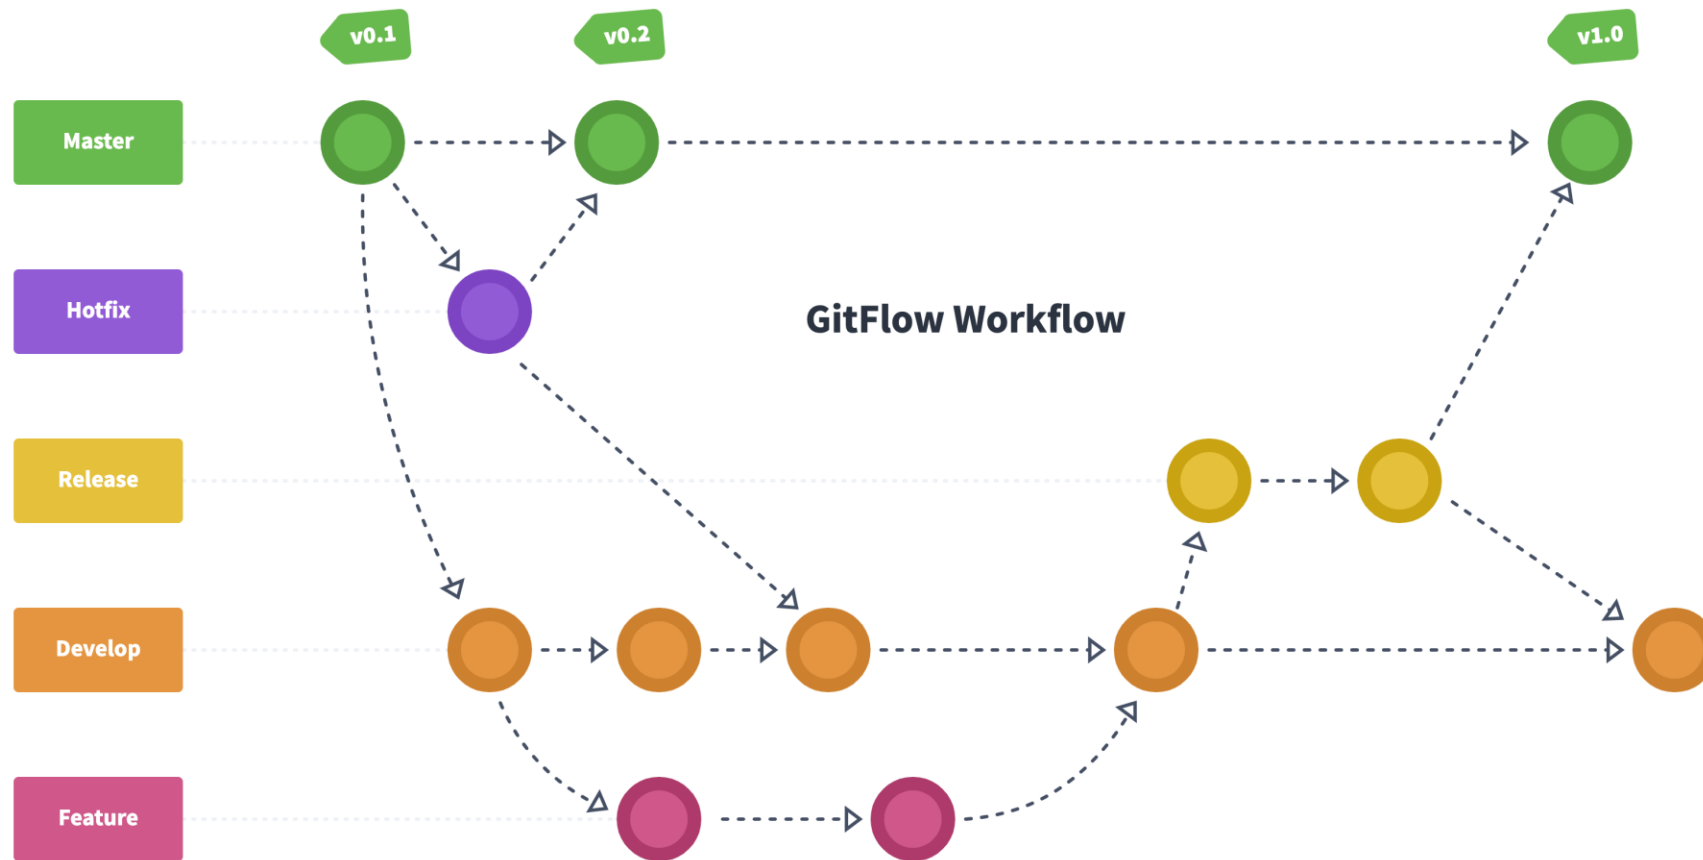 v0.1
v0.2
v1.0
Master
Hotfix
GitFlow Workflow
Release
Develop
Feature